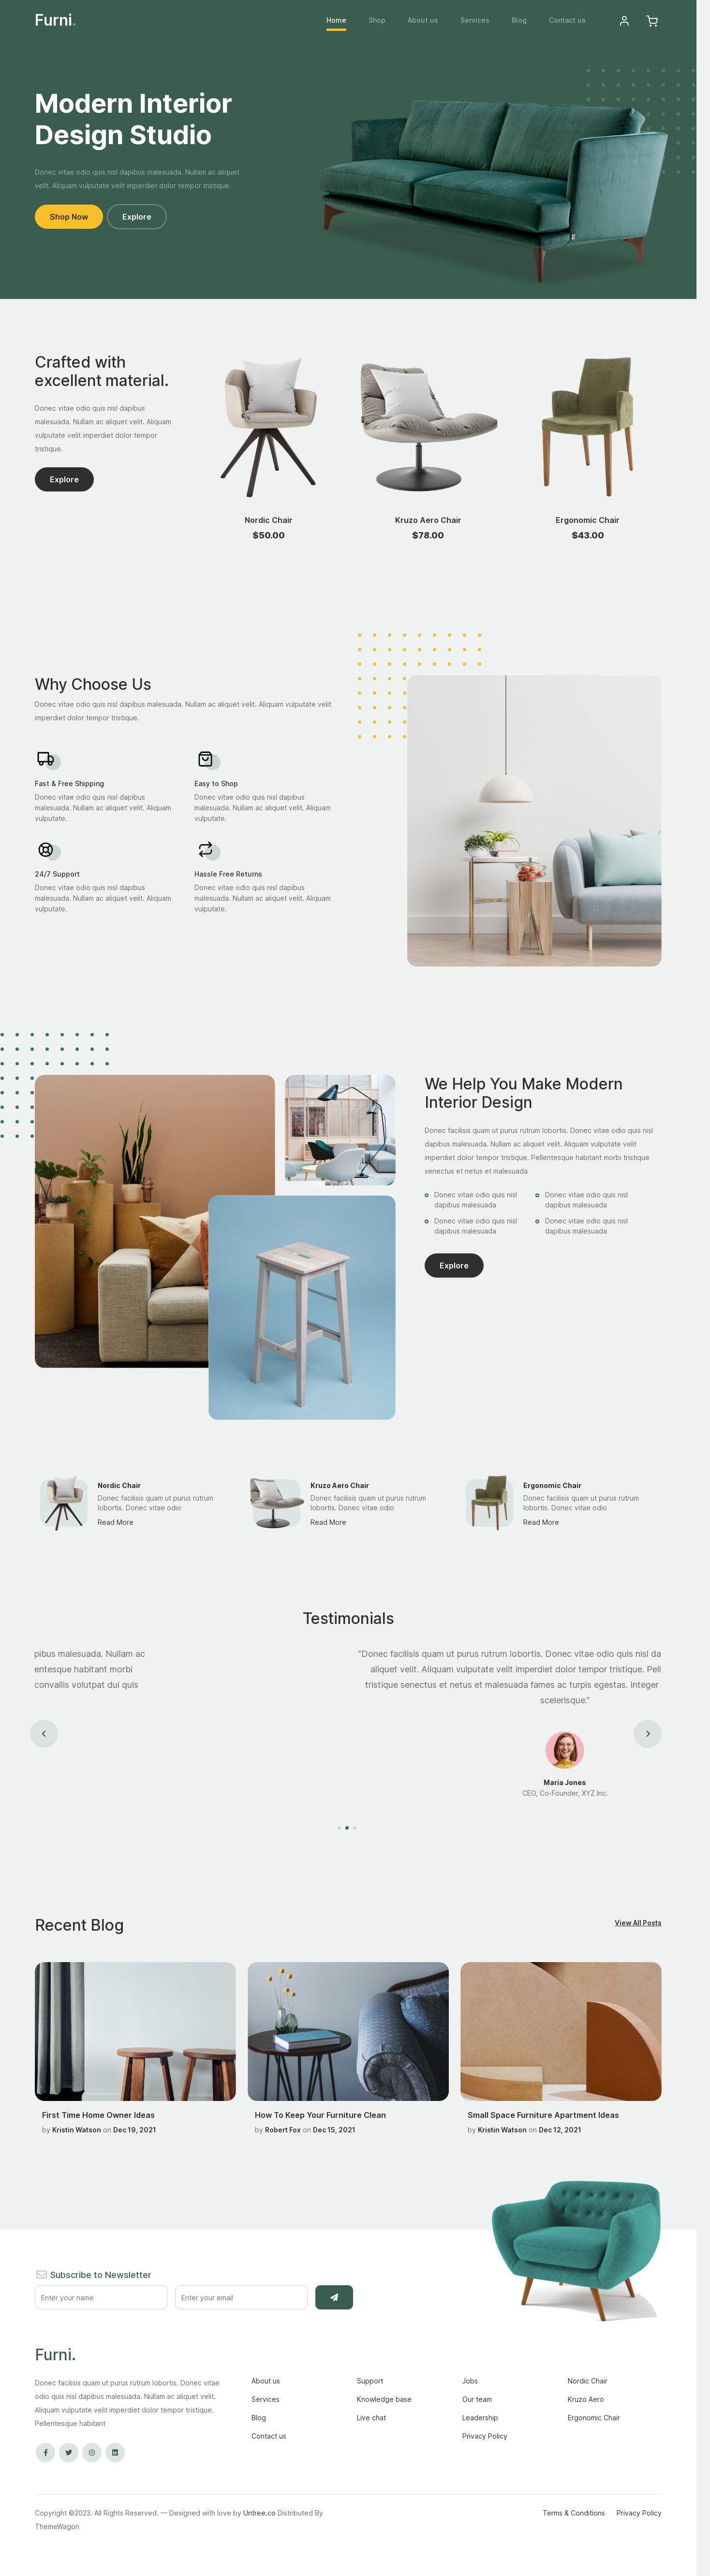 Furni.
Home
Shop
About us
Services
Blog
Contact us
Modern Interior
Design Studio
Donec vitae odio quis nisl dapibus malesuada. Nullam ac aliquet
velit. Aliquam vulputate velit imperdiet dolor tempor tristique.
Shop Now
Explore
Crafted with
excellent material.
Donec vitae odio quis nisl dapibus
malesuada. Nullam ac aliquet velit. Aliquam
vulputate velit imperdiet dolor tempor
tristique.
Explore
Nordic Chair
$50.00
Kruzo Aero Chair
$78.00
Ergonomic Chair
$43.00
Why Choose Us
Donec vitae odio quis nisl dapibus malesuada. Nullam ac aliquet velit. Aliquam vulputate velit
imperdiet dolor tempor tristique.
Fast & Free Shipping
Donec vitae odio quis nisl dapibus
malesuada. Nullam ac aliquet velit. Aliquam
vulputate.
Easy to Shop
Donec vitae odio quis nisl dapibus
malesuada. Nullam ac aliquet velit. Aliquam
vulputate.
24/7 Support
Donec vitae odio quis nisl dapibus
malesuada. Nullam ac aliquet velit. Aliquam
vulputate.
Hassle Free Returns
Donec vitae odio quis nisl dapibus
malesuada. Nullam ac aliquet velit. Aliquam
vulputate.
We Help You Make Modern
Interior Design
Donec facilisis quam ut purus rutrum lobortis. Donec vitae odio quis nisl
dapibus malesuada. Nullam ac aliquet velit. Aliquam vulputate velit
imperdiet dolor tempor tristique. Pellentesque habitant morbi tristique
senectus et netus et malesuada
Donec vitae odio quis nisl
dapibus malesuada
Donec vitae odio quis nisl
dapibus malesuada
Donec vitae odio quis nisl
dapibus malesuada
Donec vitae odio quis nisl
dapibus malesuada
Explore
Nordic Chair
Donec facilisis quam ut purus rutrum
lobortis. Donec vitae odio
Read More
Kruzo Aero Chair
Donec facilisis quam ut purus rutrum
lobortis. Donec vitae odio
Read More
Ergonomic Chair
Donec facilisis quam ut purus rutrum
lobortis. Donec vitae odio
Read More
Testimonials
pibus malesuada. Nullam ac
entesque habitant morbi
convallis volutpat dui quis
“Donec facilisis quam ut purus rutrum lobortis. Donec vitae odio quis nisl da
aliquet velit. Aliquam vulputate velit imperdiet dolor tempor tristique. Pell
tristique senectus et netus et malesuada fames ac turpis egestas. Integer
scelerisque.”
Maria Jones
CEO, Co-Founder, XYZ Inc.
Recent Blog
View All Posts
First Time Home Owner Ideas
by Kristin Watson on Dec 19, 2021
How To Keep Your Furniture Clean
by Robert Fox on Dec 15, 2021
Small Space Furniture Apartment Ideas
by Kristin Watson on Dec 12, 2021
Subscribe to Newsletter
Enter your name
Enter your email
Furni.
Donec facilisis quam ut purus rutrum lobortis. Donec vitae
odio quis nisl dapibus malesuada. Nullam ac aliquet velit.
Aliquam vulputate velit imperdiet dolor tempor tristique.
Pellentesque habitant
About us
Services
Blog
Contact us
Support
Knowledge base
Live chat
Jobs
Our team
Leadership
Privacy Policy
Nordic Chair
Kruzo Aero
Ergonomic Chair
Copyright ©2023. All Rights Reserved. — Designed with love by Untree.co Distributed By
ThemeWagon
Terms & Conditions
Privacy Policy